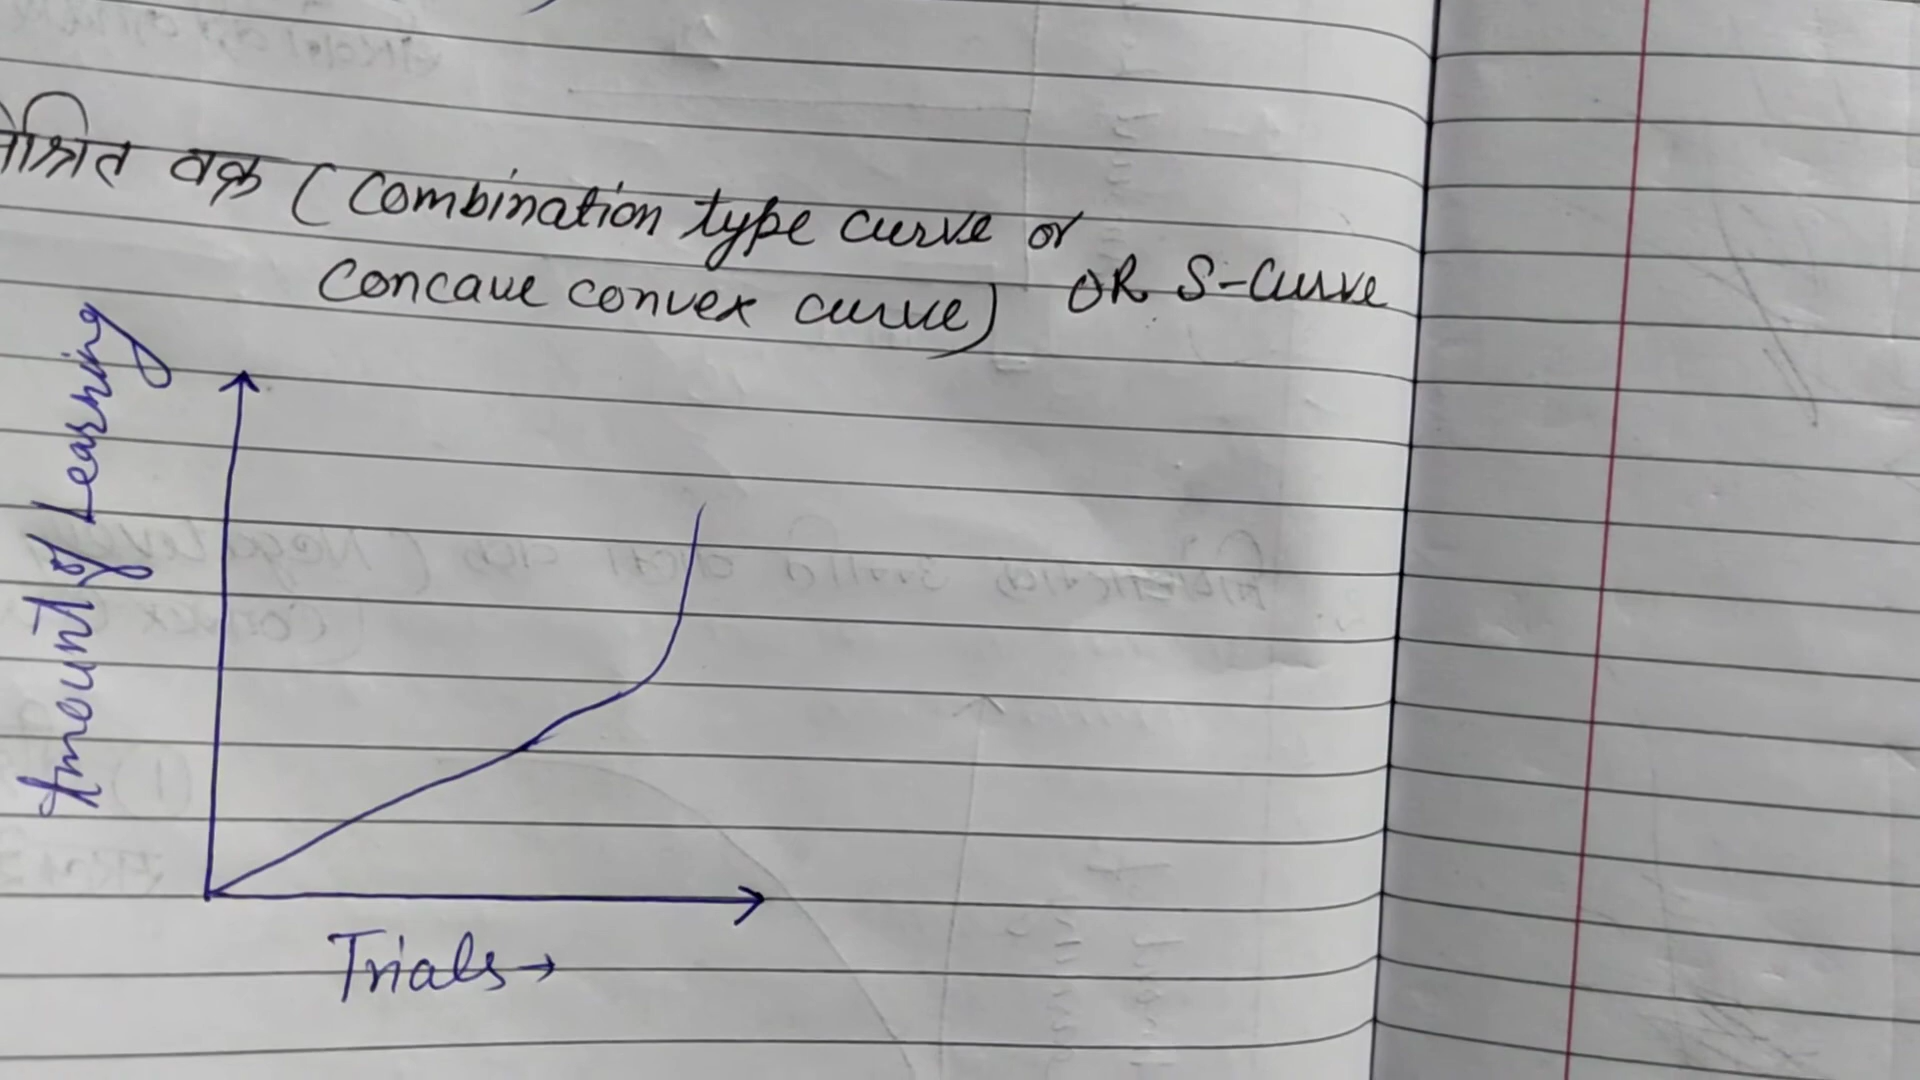 मिश्रित वक्र (Combination type curve or
Concave convex curve) OR S-Curve
Amount of Learning
Trials →